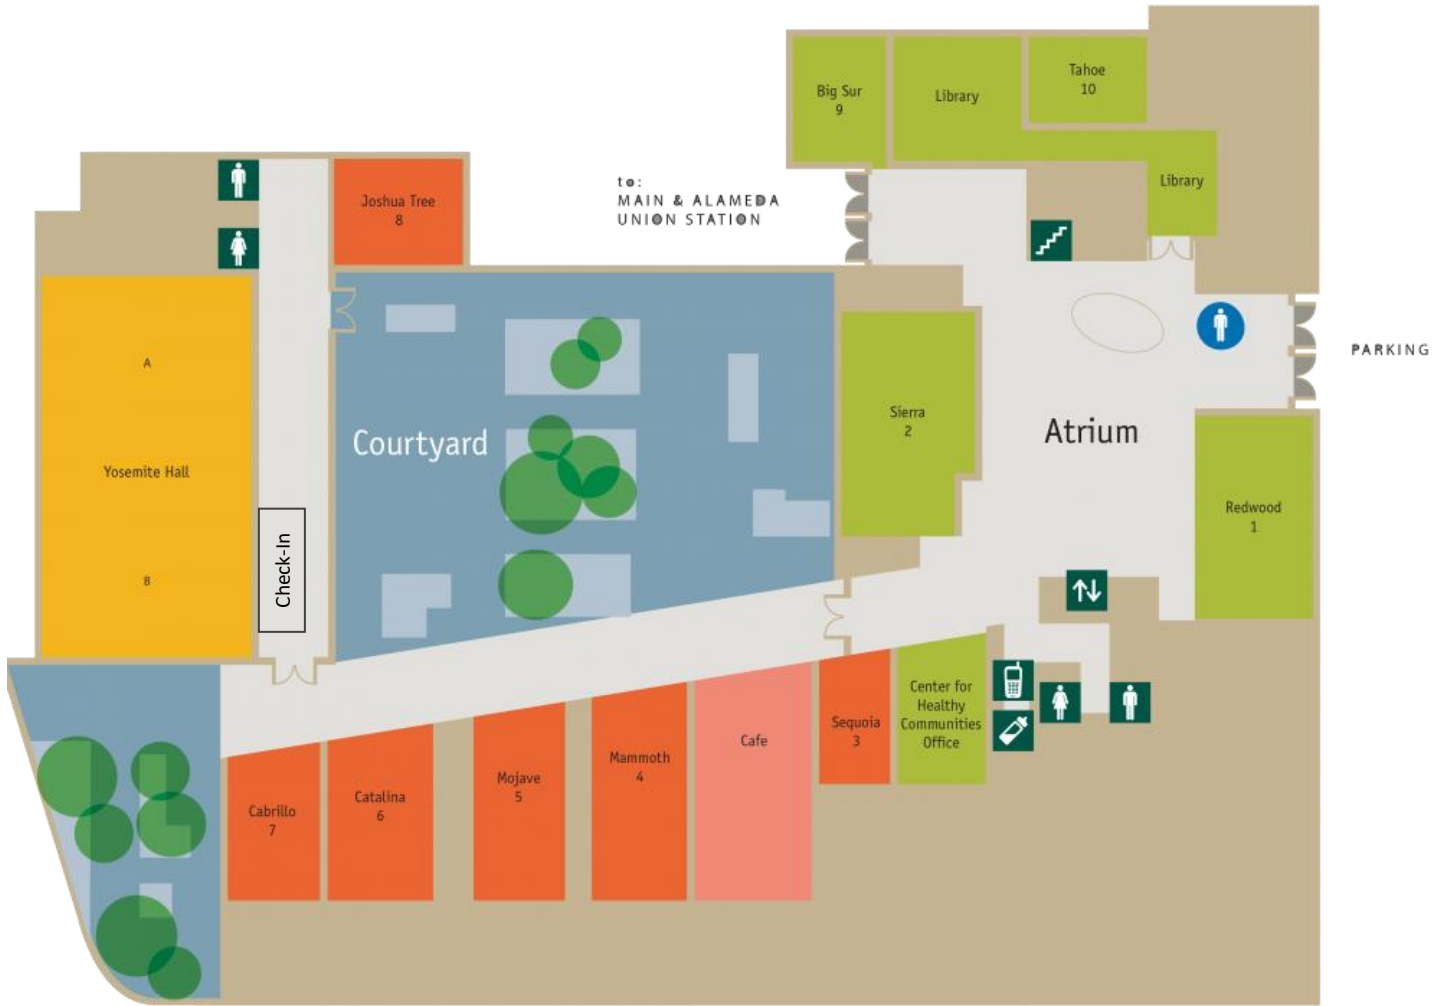 Big Sur
9
Library
Tahoe
10
Library
to:
MAIN & ALAMEDA
UNION STATION
Joshua Tree
8
PARKING
A
Yosemite Hall
B
Check-In
Courtyard
Sierra
2
Atrium
Redwood
1
Cabrillo
7
Catalina
6
Mojave
5
Mammoth
4
Cafe
Sequoia
3
Center for
Healthy
Communities
Office